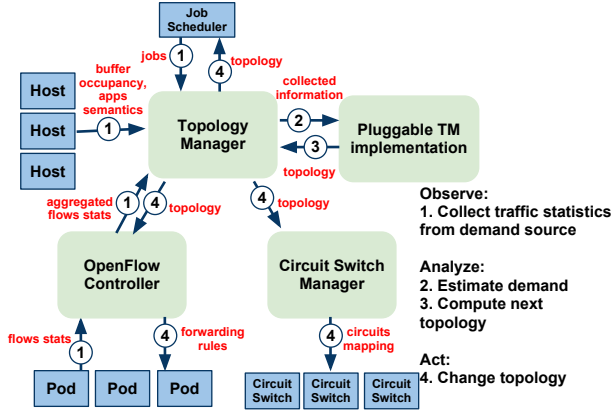 Job
Scheduler
jobs
1
4
topology
buffer
occupancy,
apps
semantics
Host
Host
Host
1
Topology
Manager
collected
information
2
3
topology
Pluggable TM
implementation
aggregated
flows stats
1
4
topology
4
topology
OpenFlow
Controller
Circuit Switch
Manager
flows stats
1
4
forwarding
rules
4
circuits
mapping
Pod
Pod
Pod
Circuit
Switch
Circuit
Switch
Circuit
Switch
Observe:
1. Collect traffic statistics
from demand source
Analyze:
2. Estimate demand
3. Compute next
topology
Act:
4. Change topology